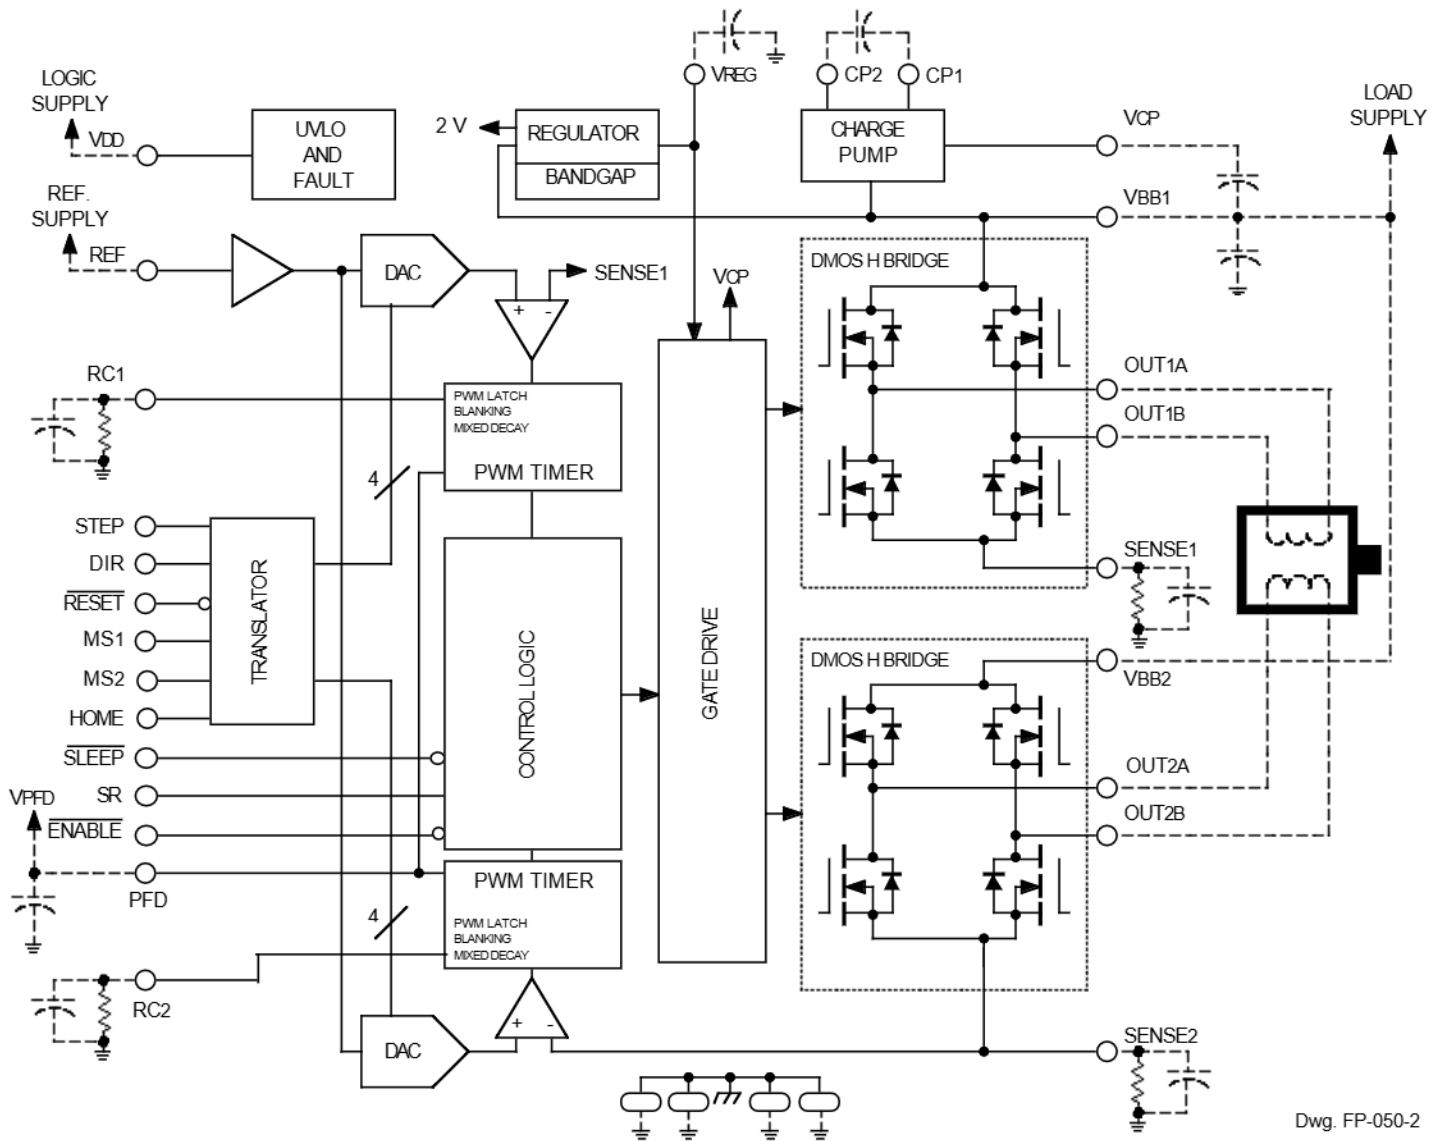 VREG
CP2
CP1
LOGIC
SUPPLY
VDD
UVLO
AND
FAULT
2 V
REGULATOR
BANDGAP
CHARGE
PUMP
VCP
LOAD
SUPPLY
REF.
SUPPLY
REF
VBB1
DAC
SENSE1
+ -
VCP
DMOS H BRIDGE
RC1
PWM LATCH
BLANKING
MIXED DECAY
PWM TIMER
4
OUT1A
OUT1B
STEP
DIR
RESET
MS1
MS2
HOME
SLEEP
SR
ENABLE
VPFD
PFD
TRANSLATOR
CONTROL LOGIC
GATE DRIVE
SENSE1
DMOS H BRIDGE
VBB2
OUT2A
OUT2B
PWM TIMER
PWM LATCH
BLANKING
MIXED DECAY
4
RC2
DAC
+ -
SENSE2
Dwg. FP-050-2